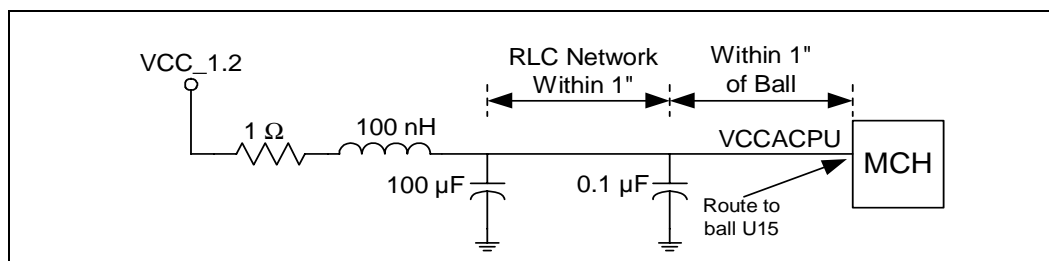 VCC_1.2
RLC Network
Within 1"
Within 1"
of Ball
1 Ω
100 nH
VCCACPU
MCH
100 µF
0.1 µF
Route to
ball U15